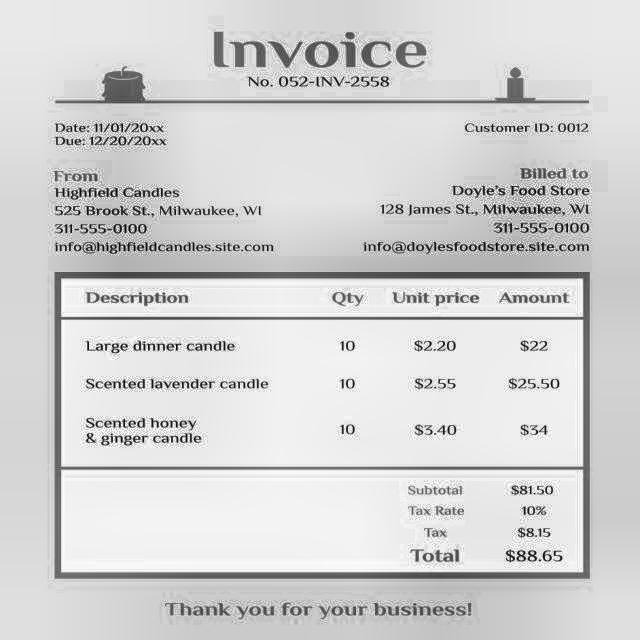 Invoice
No. 052-INV-2558
Date: 11/01/20xx
Due: 12/20/20xx
Customer ID: 0012
From
Billed to
Highfield Candles
Doyle's Food Store
525 Brook St., Milwaukee, WI
128 James St., Milwaukee, WI
311-555-0100
311-555-0100
info@highfieldcandles.site.com
info@doylesfoodstore.site.com
Description Qty Unit price Amount
Large dinner candle 10 $2.20 $22
Scented lavender candle 10 $2.55 $25.50
Scented honey
& ginger candle 10 $3.40 $34
Subtotal $81.50
Tax Rate 10%
Tax $8.15
Total $88.65
Thank you for your business!